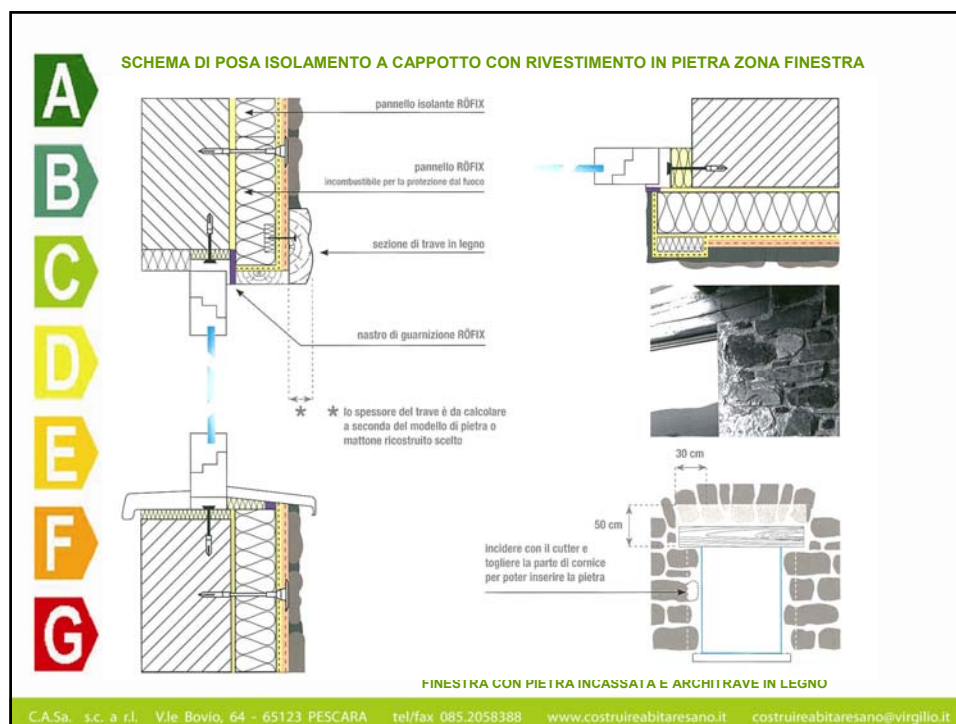 SCHEMA DI POSA ISOLAMENTO A CAPPOTTO CON RIVESTIMENTO IN PIETRA ZONA FINESTRA
A
B
C
D
E
F
G
pannello isolante RÖFIX
pannello RÖFIX
incombustibile per la protezione dal fuoco
sezione di trave in legno
nastro di guarnizione RÖFIX
* * lo spessore del trave è da calcolare
a seconda del modello di pietra o
mattone ricostruito scelto
30 cm
50 cm
incidere con il cutter e
togliere la parte di cornice
per poter inserire la pietra
FINESTRA CON PIETRA INCASSATA E ARCHITRAVE IN LEGNO
C.A.Sa. s.c. a r.l. V.le Bovio, 64 - 65123 PESCARA tel/fax 085.2058388 www.costruireabitaresano.it costruireabitaresano@virgilio.it